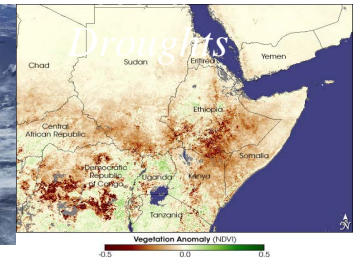 Droughts
Chad
Sudan
Eritrea
Yemen
Ethiopia
Central
African Republic
Somalia
Democratic
Republic
of Congo
Uganda
Kenya
Tanzania
N
Vegetation Anomaly (NDVI)
-0.5
0.0
0.5